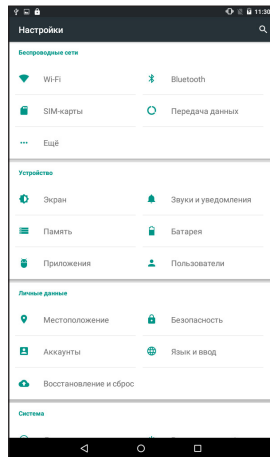 11:30
Настройки
Беспроводные сети
Wi-Fi
Bluetooth
SIM-карты
Передача данных
Ещё
Устройство
Экран
Звуки и уведомления
Память
Батарея
Приложения
Пользователи
Личные данные
Местоположение
Безопасность
Аккаунты
Язык и ввод
Восстановление и сброс
Система